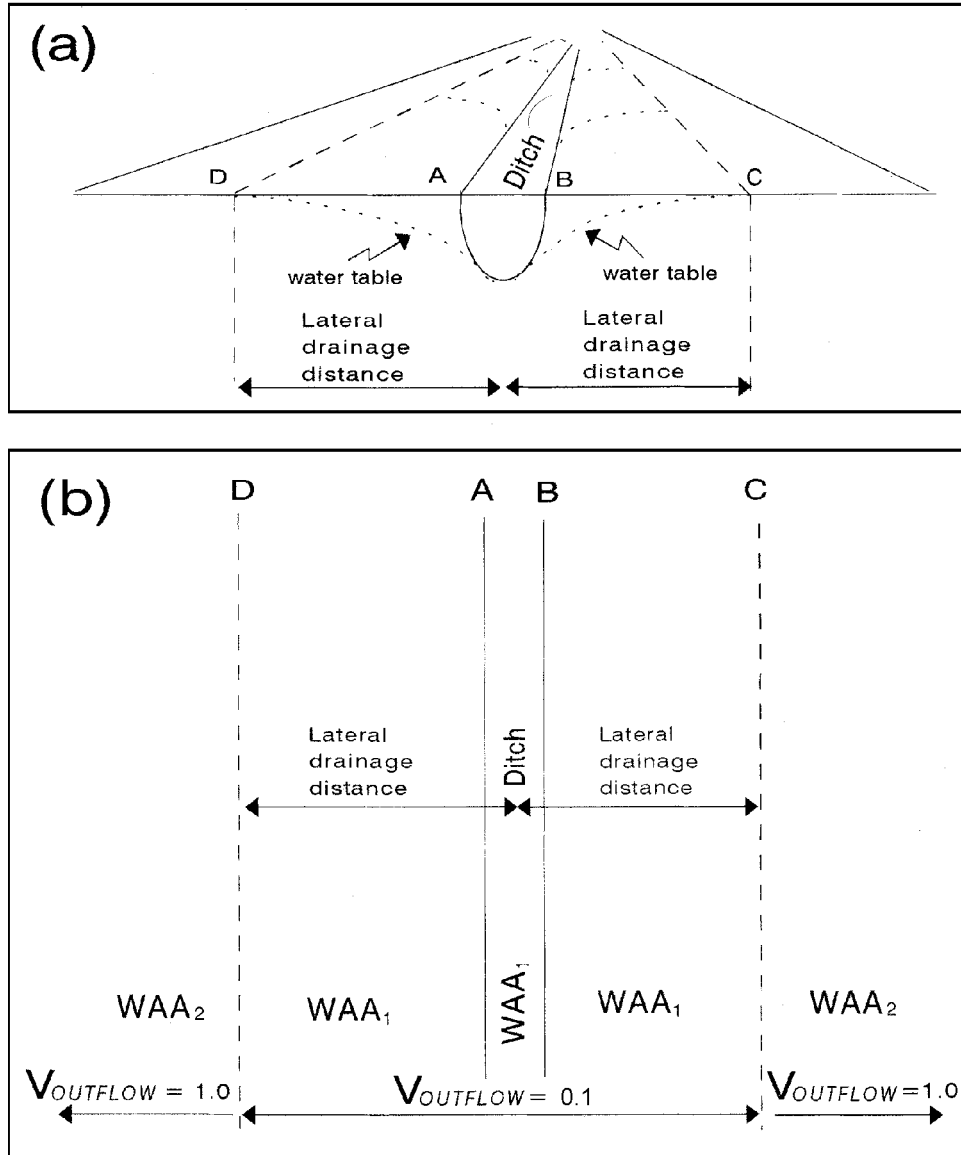 (a)
D A Ditch B C
water table water table
Lateral Lateral
drainage drainage
distance distance
(b)
D A B C
Lateral Ditch Lateral
drainage drainage
distance distance
WAA₂ WAA₁ WAA₁ WAA₁ WAA₂
VOUTFLOW = 1.0 VOUTFLOW = 0.1 VOUTFLOW = 1.0